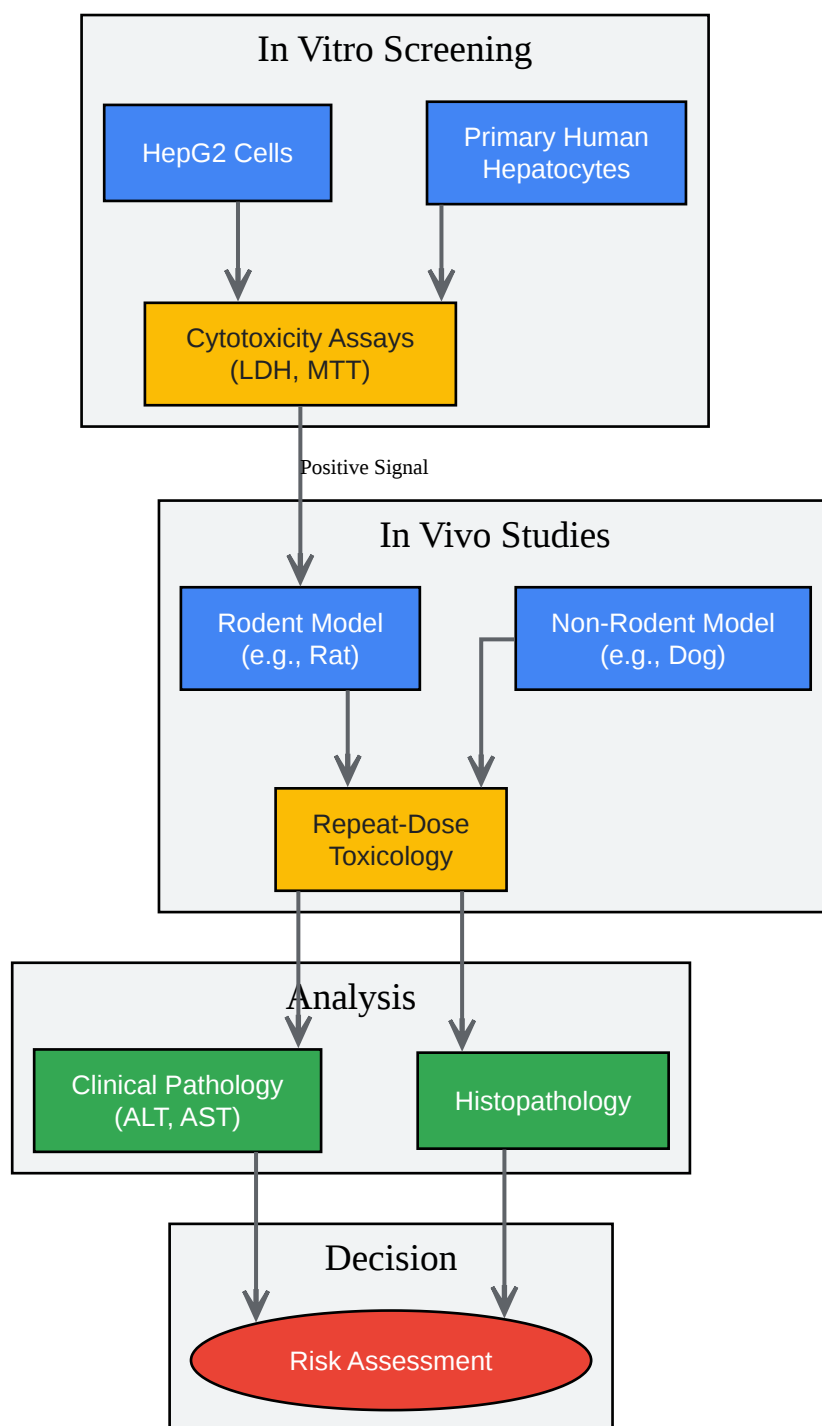 In Vitro Screening
HepG2 Cells
Primary Human
Hepatocytes
Cytotoxicity Assays
(LDH, MTT)
Positive Signal
In Vivo Studies
Rodent Model
(e.g., Rat)
Non-Rodent Model
(e.g., Dog)
Repeat-Dose
Toxicology
Analysis
Clinical Pathology
(ALT, AST)
Histopathology
Decision
Risk Assessment